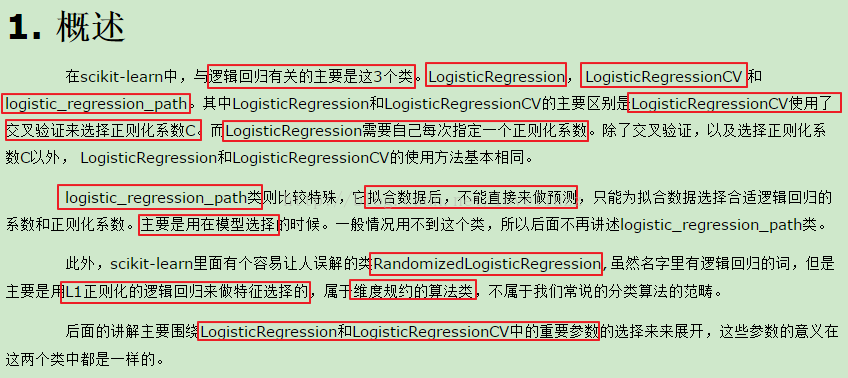 1. 概述
在scikit-learn中，与逻辑回归有关的主要是这3个类。LogisticRegression， LogisticRegressionCV 和
logistic_regression_path。其中LogisticRegression和LogisticRegressionCV的主要区别是LogisticRegressionCV使用了
交叉验证来选择正则化系数C。而LogisticRegression需要自己每次指定一个正则化系数。除了交叉验证，以及选择正则化系
数C以外， LogisticRegression和LogisticRegressionCV的使用方法基本相同。
logistic_regression_path类则比较特殊，它拟合数据后，不能直接来做预测，只能为拟合数据选择合适逻辑回归的
系数和正则化系数。主要是用在模型选择的时候。一般情况用不到这个类，所以后面不再讲述logistic_regression_path类。
此外，scikit-learn里面有个容易让人误解的类RandomizedLogisticRegression,虽然名字里有逻辑回归的词，但是
主要是用L1正则化的逻辑回归来做特征选择的，属于维度规约的算法类，不属于我们常说的分类算法的范畴。
后面的讲解主要围绕LogisticRegression和LogisticRegressionCV中的重要参数的选择来来展开，这些参数的意义在
这两个类中都是一样的。